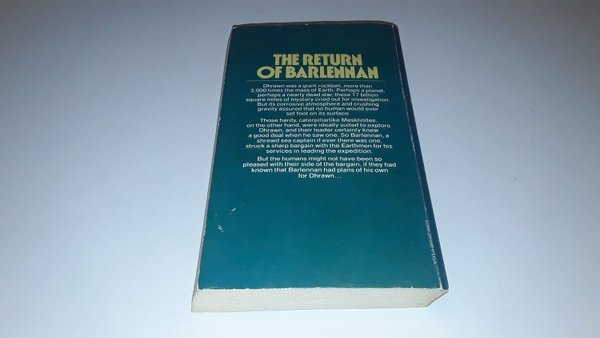 THE RETURN
OF BARLENNAN
Dhrawn was a giant rockball, more than
3,000 times the mass of Earth. Perhaps a planet,
perhaps a nearly dead star, these 17 billion
square miles of mystery cried out for investigation.
But its corrosive atmosphere and crushing
gravity assured that no human would ever
set foot on its surface.
Those hardy, caterpillarlike Mesklinites,
on the other hand, were ideally suited to explore
Dhrawn, and their leader certainly knew
a good deal when he saw one. So Barlennan, a
shrewd sea captain if ever there was one,
struck a sharp bargain with the Earthmen for his
services in leading the expedition.
But the humans might not have been so
pleased with their side of the bargain, if they had
known that Barlennan had plans of his own
for Dhrawn...